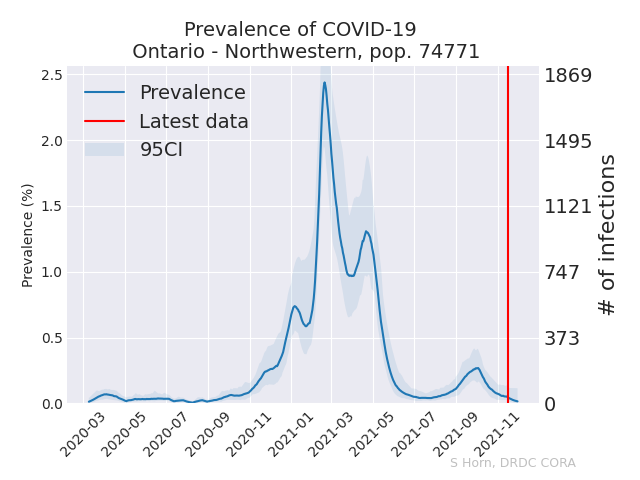 Prevalence of COVID-19
Ontario - Northwestern, pop. 74771
Prevalence
Latest data
95CI
Prevalence (%)
2.5
2.0
1.5
1.0
0.5
0.0
1869
1495
1121
747
373
0
# of infections
2020-03
2020-05
2020-07
2020-09
2020-11
2021-01
2021-03
2021-05
2021-07
2021-09
2021-11
S Horn, DRDC CORA